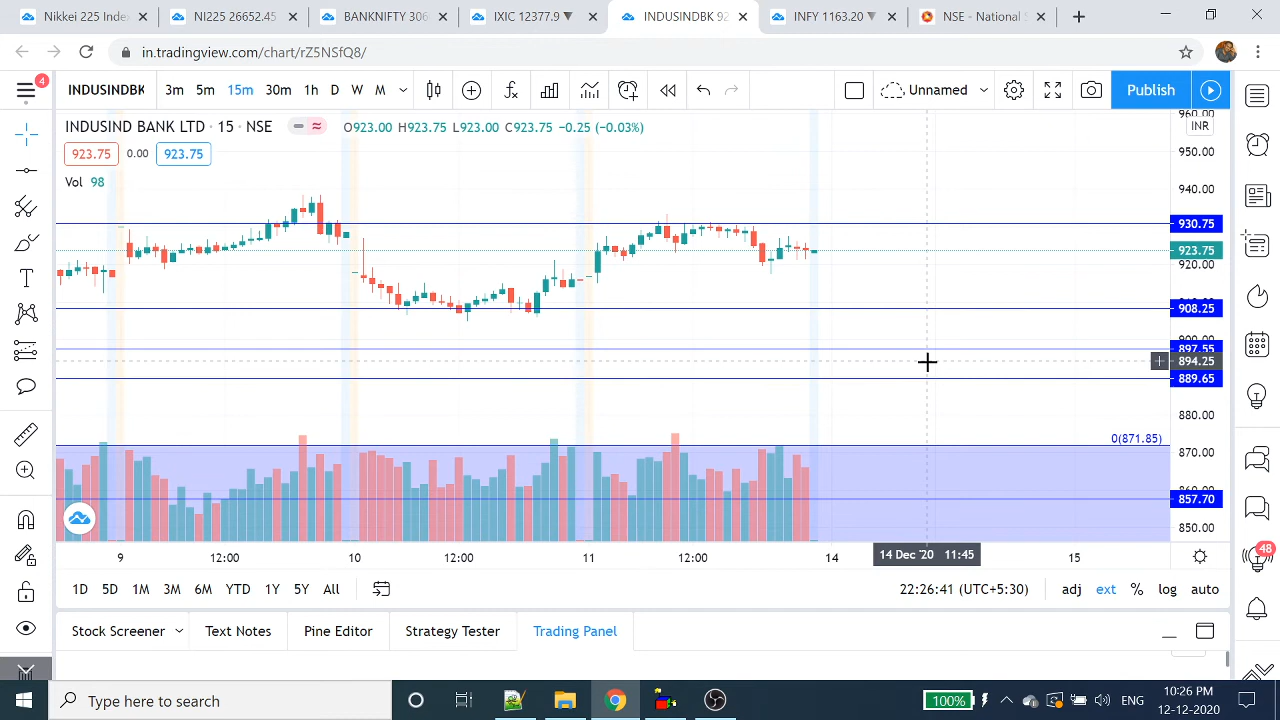 Nikkei 225 Index
NI225 26652.45
BANKNIFTY 306
IXIC 12377.9 ▼
INDUSINDBK 92
INFY 1163.20 ▼
NSE - National S
in.tradingview.com/chart/rZ5NSfQ8/
4
INDUSINDBK
3m 5m 15m 30m 1h D W M
Unnamed
Publish
INDUSIND BANK LTD · 15 · NSE
O923.00 H923.75 L923.00 C923.75 -0.25 (-0.03%)
923.75 0.00 923.75
Vol 98
960.00
INR
950.00
940.00
930.75
923.75
920.00
908.25
897.55
894.25
889.65
880.00
0(871.85)
870.00
857.70
850.00
9 12:00 10 12:00 11 12:00 14 14 Dec '20 11:45 15
1D 5D 1M 3M 6M YTD 1Y 5Y All
22:26:41 (UTC+5:30)
adj ext % log auto
48
Stock Screener
Text Notes
Pine Editor
Strategy Tester
Trading Panel
Type here to search
100%
ENG
10:26 PM
12-12-2020